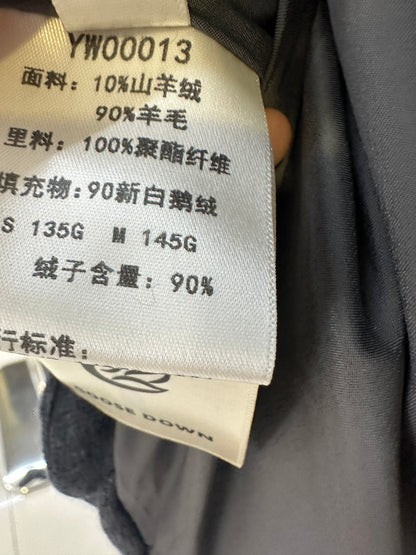 YW00013
面料：10%山羊绒
90%羊毛
里料：100%聚酯纤维
填充物：90新白鹅绒
S 135G M 145G
绒子含量：90%
行标准：
GOOSE DOWN